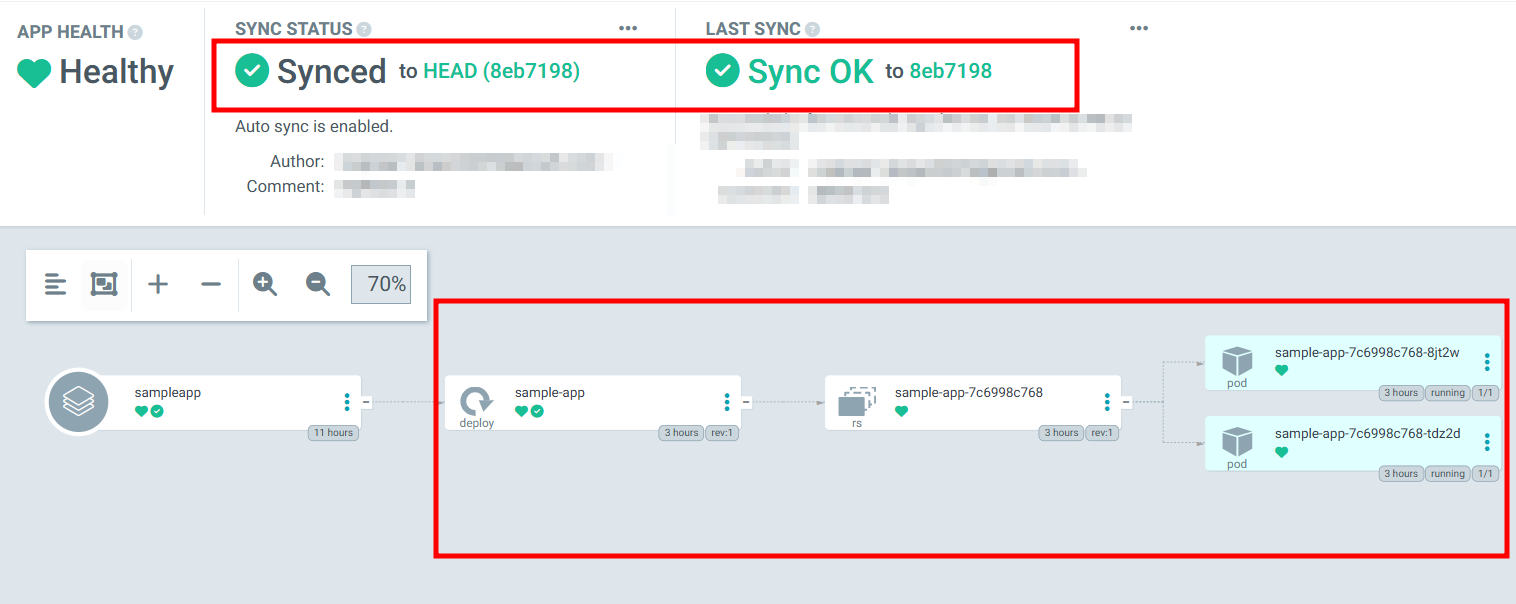 APP HEALTH ?
Healthy
SYNC STATUS ?
Synced to HEAD (8eb7198)
Auto sync is enabled.
Author:
Comment:
LAST SYNC ?
Sync OK to 8eb7198
70%
sampleapp
11 hours
deploy
sample-app
3 hours rev:1
rs
sample-app-7c6998c768
3 hours rev:1
pod
sample-app-7c6998c768-8jt2w
3 hours running 1/1
pod
sample-app-7c6998c768-tdz2d
3 hours running 1/1